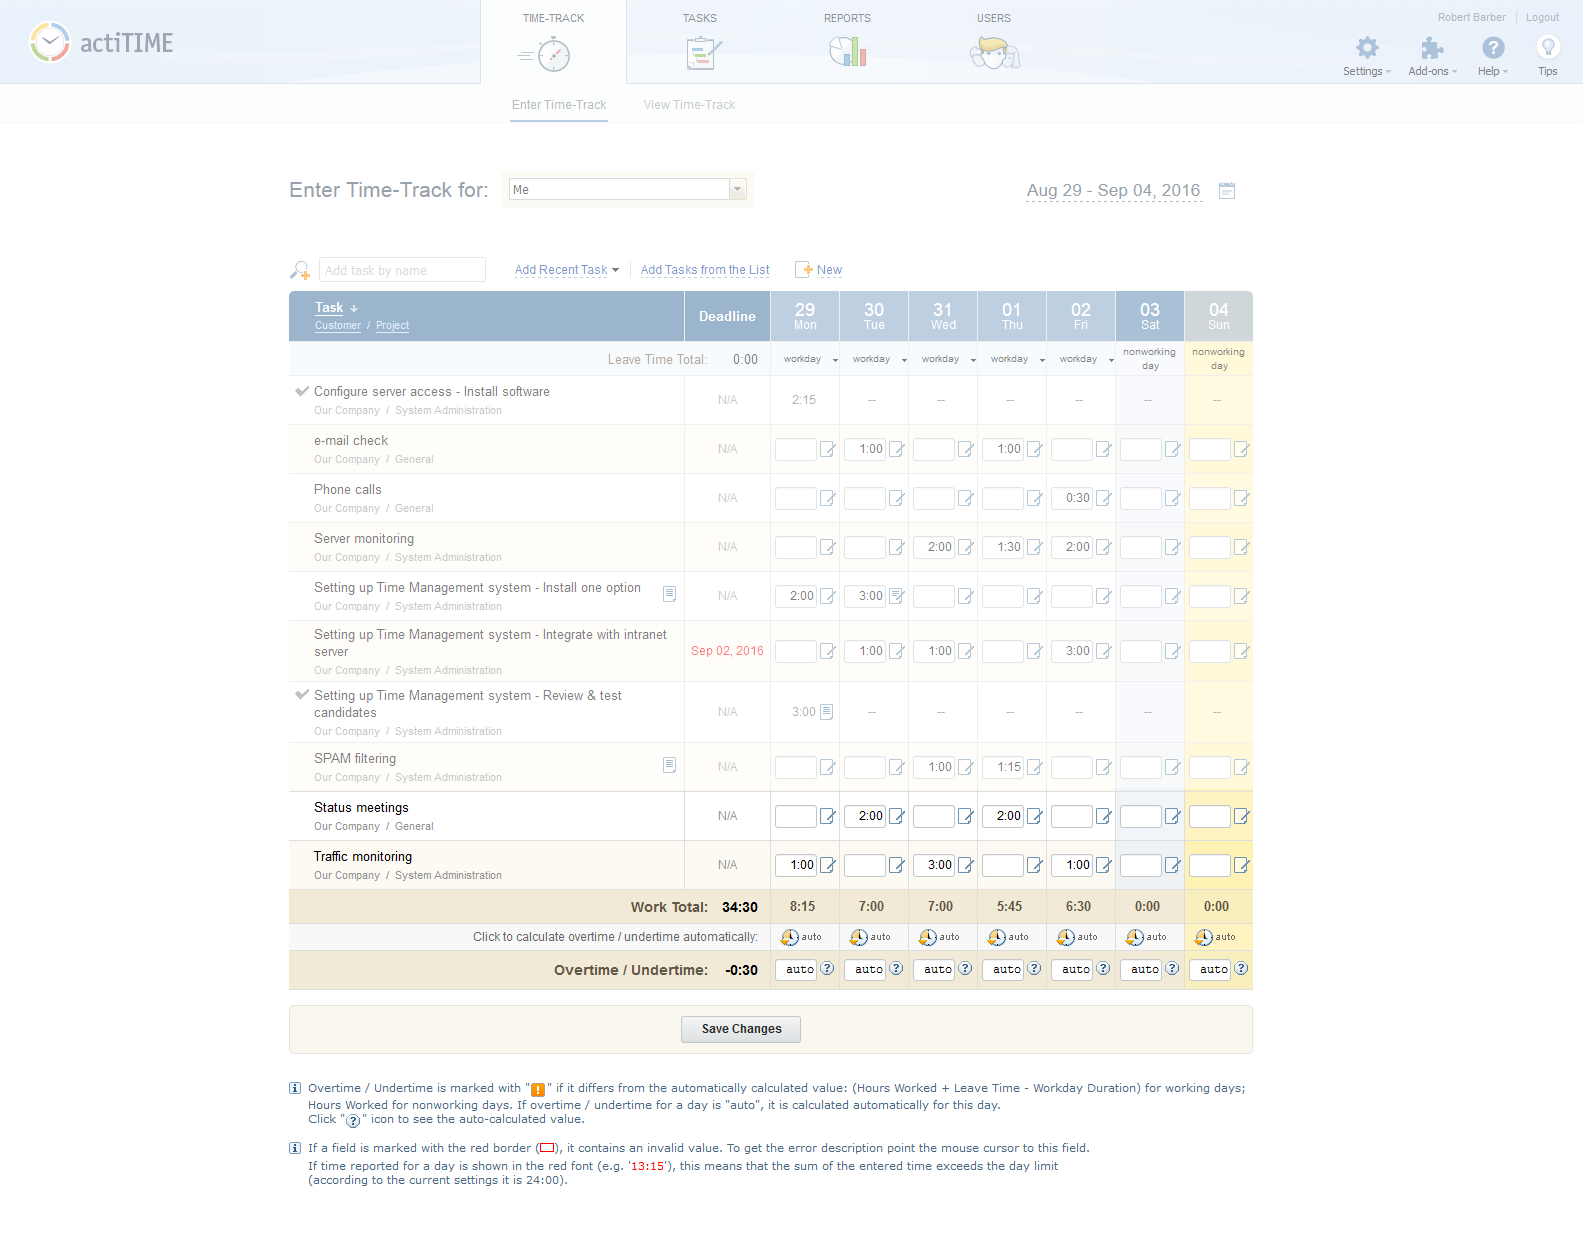 actiTIME
TIME-TRACK
TASKS
REPORTS
USERS
Robert Barber | Logout
Settings
Add-ons
Help
Tips
Enter Time-Track
View Time-Track
Enter Time-Track for: Me
Aug 29 - Sep 04, 2016
Add task by name
Add Recent Task
Add Tasks from the List
New
Task Deadline 29 30 31 01 02 03 04
Customer / Project Mon Tue Wed Thu Fri Sat Sun
Leave Time Total: 0:00 workday workday workday workday workday nonworking day nonworking day
Configure server access - Install software
Our Company / System Administration
N/A 2:15 -- -- -- -- -- --
e-mail check
Our Company / General
N/A 1:00 1:00
Phone calls
Our Company / General
N/A 0:30
Server monitoring
Our Company / System Administration
N/A 2:00 1:30 2:00
Setting up Time Management system - Install one option
Our Company / System Administration
N/A 2:00 3:00
Setting up Time Management system - Integrate with intranet
server
Our Company / System Administration
Sep 02, 2016 1:00 1:00 3:00
Setting up Time Management system - Review & test
candidates
Our Company / System Administration
N/A 3:00 -- -- -- -- -- --
SPAM filtering
Our Company / System Administration
N/A 1:00 1:15
Status meetings
Our Company / General
N/A 2:00 2:00
Traffic monitoring
Our Company / System Administration
N/A 1:00 3:00 1:00
Work Total: 34:30 8:15 7:00 7:00 5:45 6:30 0:00 0:00
Click to calculate overtime / undertime automatically: auto auto auto auto auto auto auto
Overtime / Undertime: -0:30 auto auto auto auto auto auto auto
Save Changes
Overtime / Undertime is marked with "!" if it differs from the automatically calculated value: (Hours Worked + Leave Time - Workday Duration) for working days;
Hours Worked for nonworking days. If overtime / undertime for a day is "auto", it is calculated automatically for this day.
Click "?" icon to see the auto-calculated value.
If a field is marked with the red border (), it contains an invalid value. To get the error description point the mouse cursor to this field.
If time reported for a day is shown in the red font (e.g. '13:15'), this means that the sum of the entered time exceeds the day limit
(according to the current settings it is 24:00).